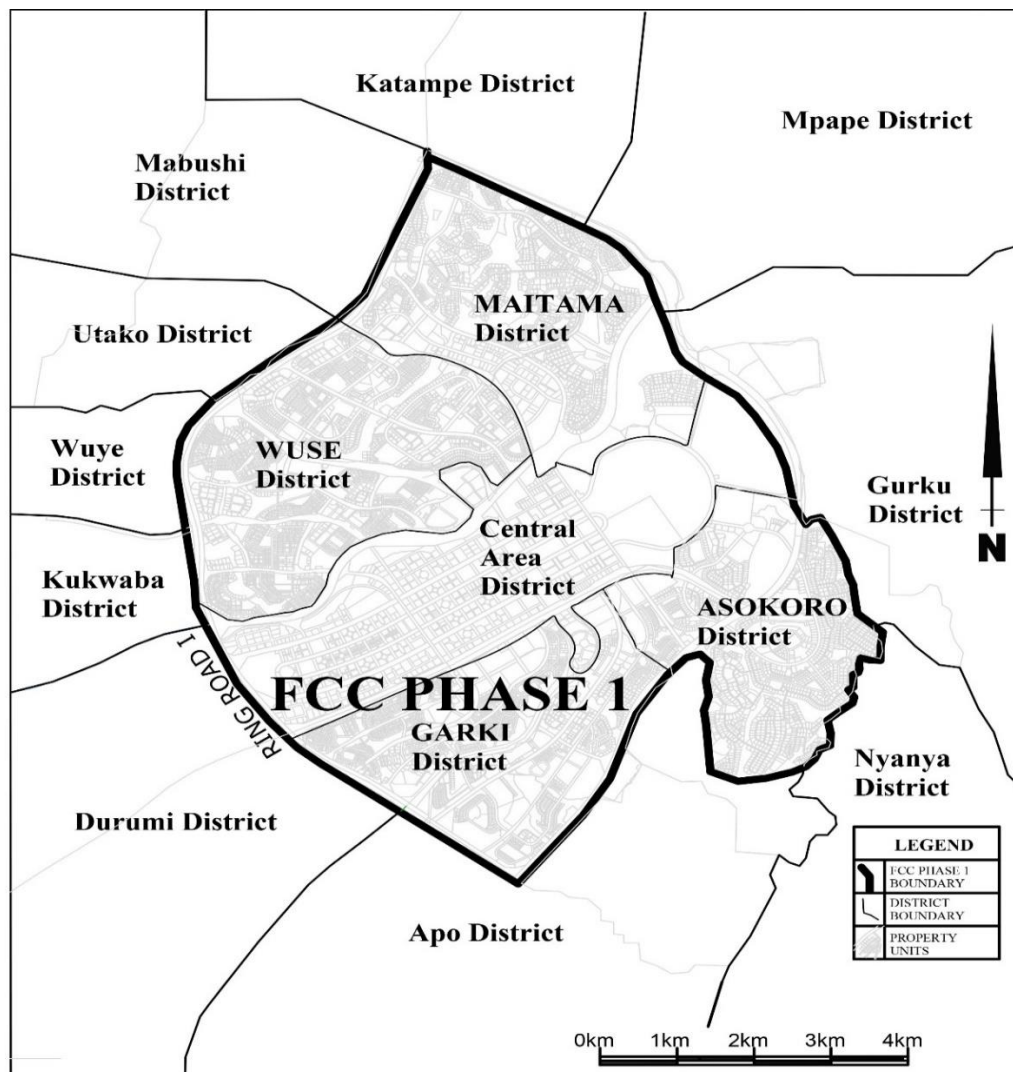 Katampe District
Mpape District
Mabushi
District
MAITAMA
District
Utako District
Wuye
District
WUSE
District
Gurku
District
N
Central
Area
District
Kukwaba
District
ASOKORO
District
RING ROAD 1
FCC PHASE 1
GARKI
District
Nyanya
District
Durumi District
Apo District
LEGEND
FCC PHASE 1
BOUNDARY
DISTRICT
BOUNDARY
PROPERTY
UNITS
0km 1km 2km 3km 4km